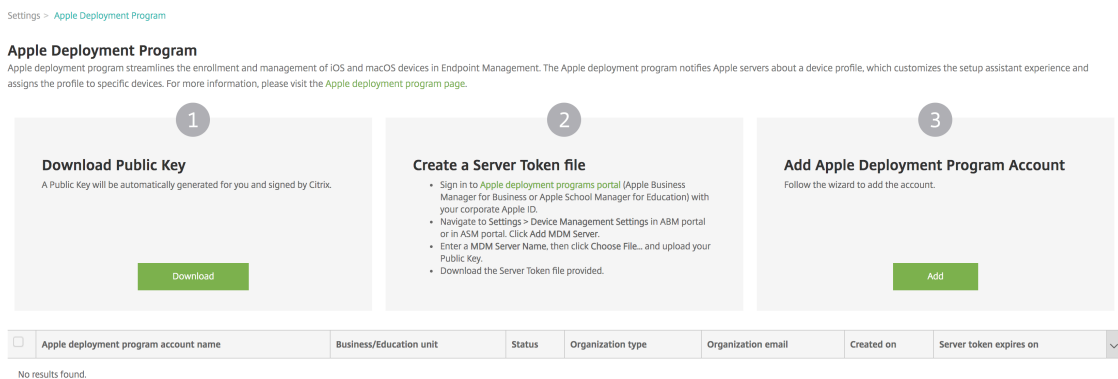 Settings > Apple Deployment Program
Apple Deployment Program
Apple deployment program streamlines the enrollment and management of iOS and macOS devices in Endpoint Management. The Apple deployment program notifies Apple servers about a device profile, which customizes the setup assistant experience and
assigns the profile to specific devices. For more information, please visit the Apple deployment program page.
1
Download Public Key
A Public Key will be automatically generated for you and signed by Citrix.
Download
2
Create a Server Token file
• Sign in to Apple deployment programs portal (Apple Business
Manager for Business or Apple School Manager for Education) with
your corporate Apple ID.
• Navigate to Settings > Device Management Settings in ABM portal
or in ASM portal. Click Add MDM Server.
• Enter a MDM Server Name, then click Choose File... and upload your
Public Key.
• Download the Server Token file provided.
3
Add Apple Deployment Program Account
Follow the wizard to add the account.
Add
Apple deployment program account name Business/Education unit Status Organization type Organization email Created on Server token expires on
No results found.